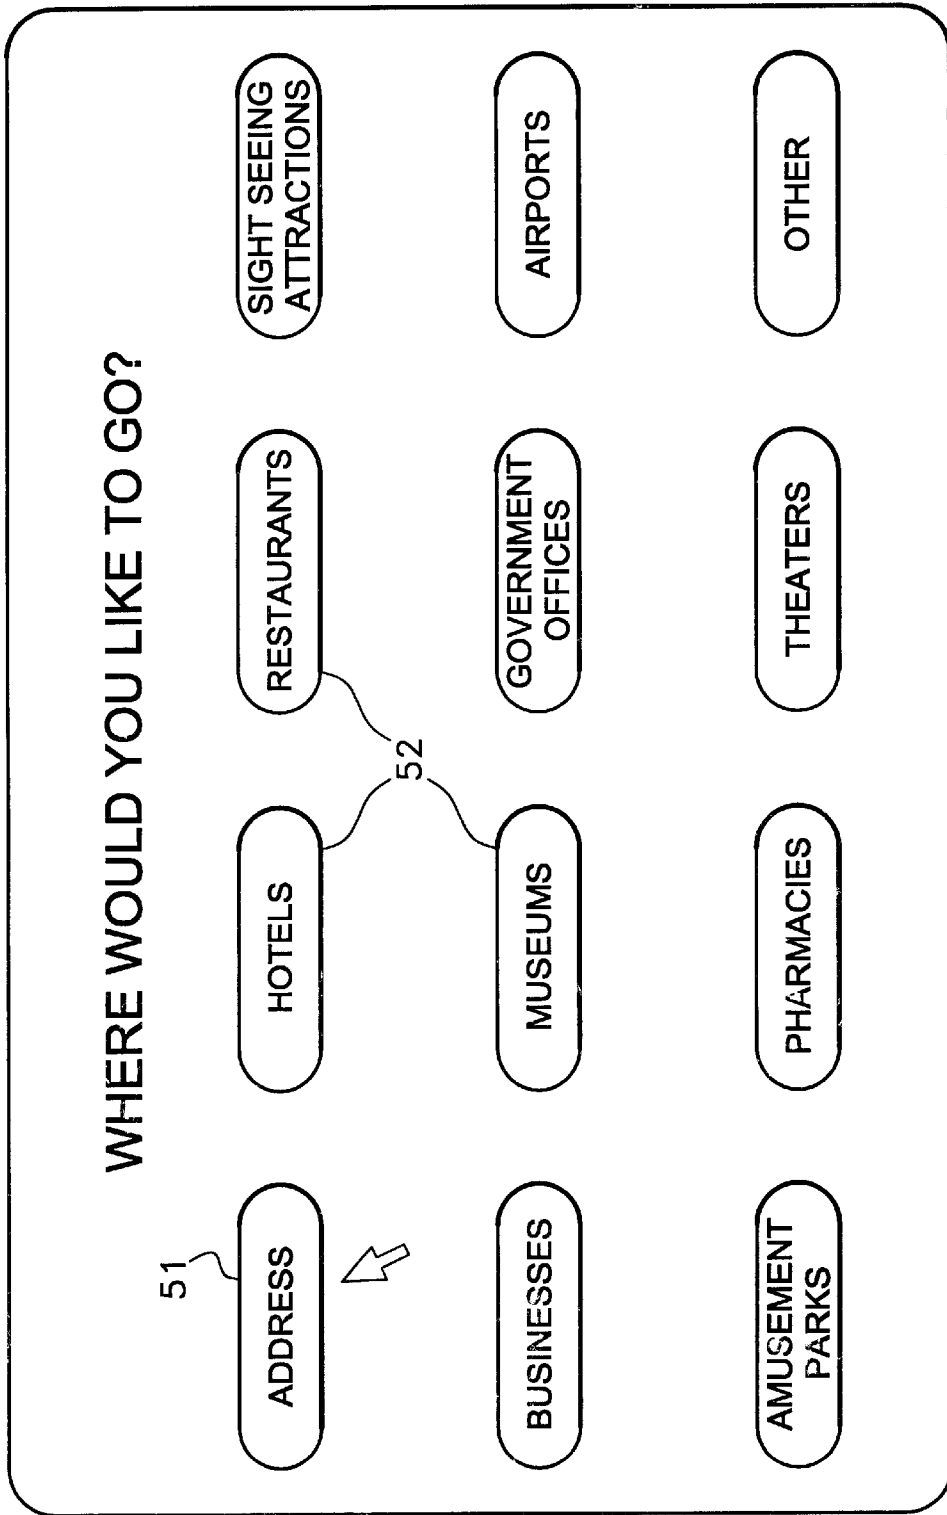 WHERE WOULD YOU LIKE TO GO?
51
ADDRESS
HOTELS
RESTAURANTS
SIGHT SEEING
ATTRACTIONS
52
BUSINESSES
MUSEUMS
GOVERNMENT
OFFICES
AIRPORTS
AMUSEMENT
PARKS
PHARMACIES
THEATERS
OTHER